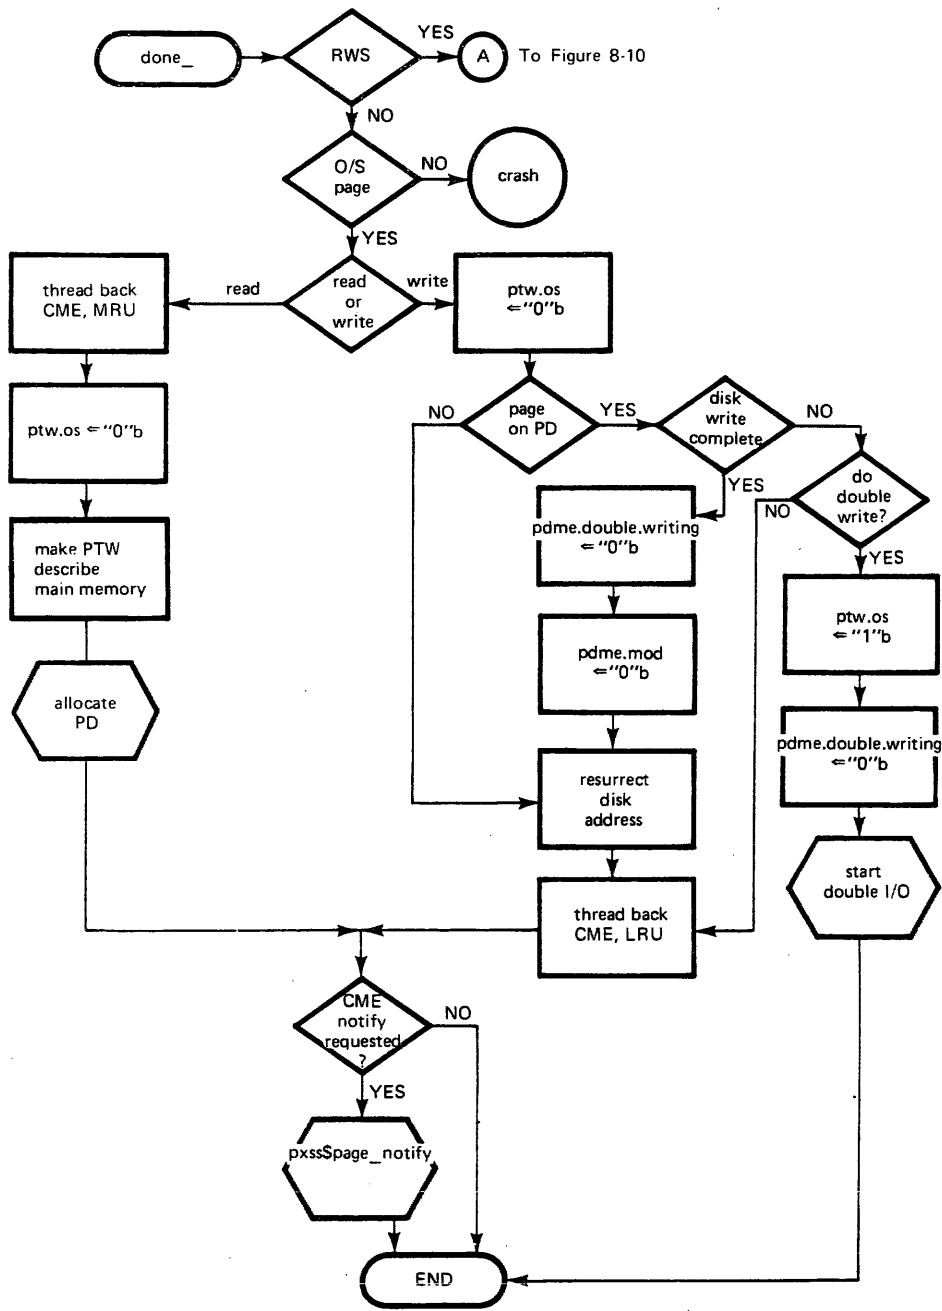 done_
RWS
YES
A
To Figure 8-10
NO
O/S
page
NO
crash
YES
thread back
CME, MRU
read
read
or
write
write
ptw.os
⇐"0"b
ptw.os ⇐"0"b
NO
page
on PD
YES
disk
write
complete
NO
YES
do
double
write?
NO
YES
pdme.double.writing
⇐"0"b
make PTW
describe
main memory
ptw.os
⇐"1"b
pdme.mod
⇐"0"b
allocate
PD
pdme.double.writing
⇐"0"b
resurrect
disk
address
start
double I/O
thread back
CME, LRU
CME
notify
requested
?
NO
YES
pxss$page_notify
END